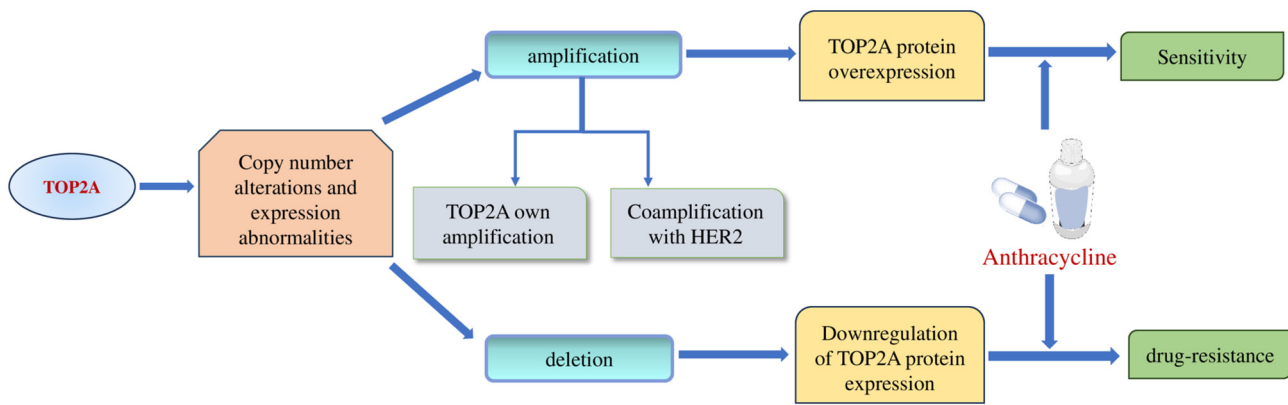 TOP2A
Copy number
alterations and
expression
abnormalities
amplification
TOP2A own
amplification
Coamplification
with HER2
TOP2A protein
overexpression
Sensitivity
Anthracycline
deletion
Downregulation
of TOP2A protein
expression
drug-resistance